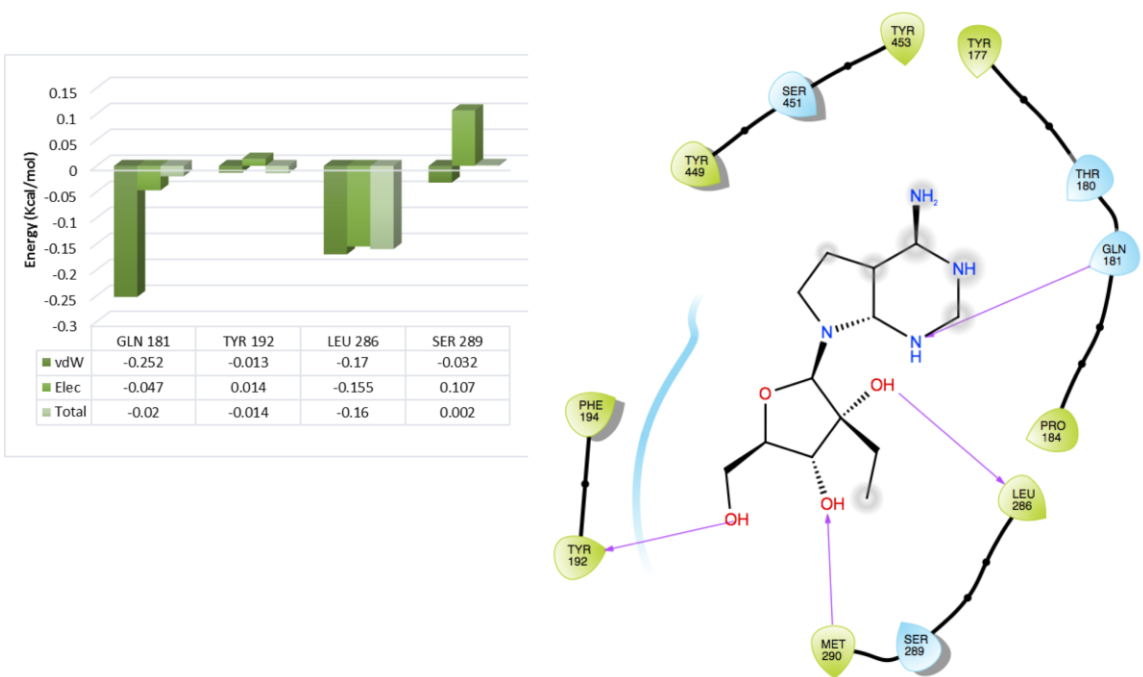 0.15
0.1
0.05
0
-0.05
-0.1
-0.15
-0.2
-0.25
-0.3
Energy (Kcal/mol)
GLN 181 TYR 192 LEU 286 SER 289
vdW -0.252 -0.013 -0.17 -0.032
Elec -0.047 0.014 -0.155 0.107
Total -0.02 -0.014 -0.16 0.002
TYR
453
TYR
177
SER
451
TYR
449
THR
180
NH₂
GLN
181
NH
N
N
H
O
OH
PHE
194
PRO
184
LEU
286
OH
OH
TYR
192
MET
290
SER
289